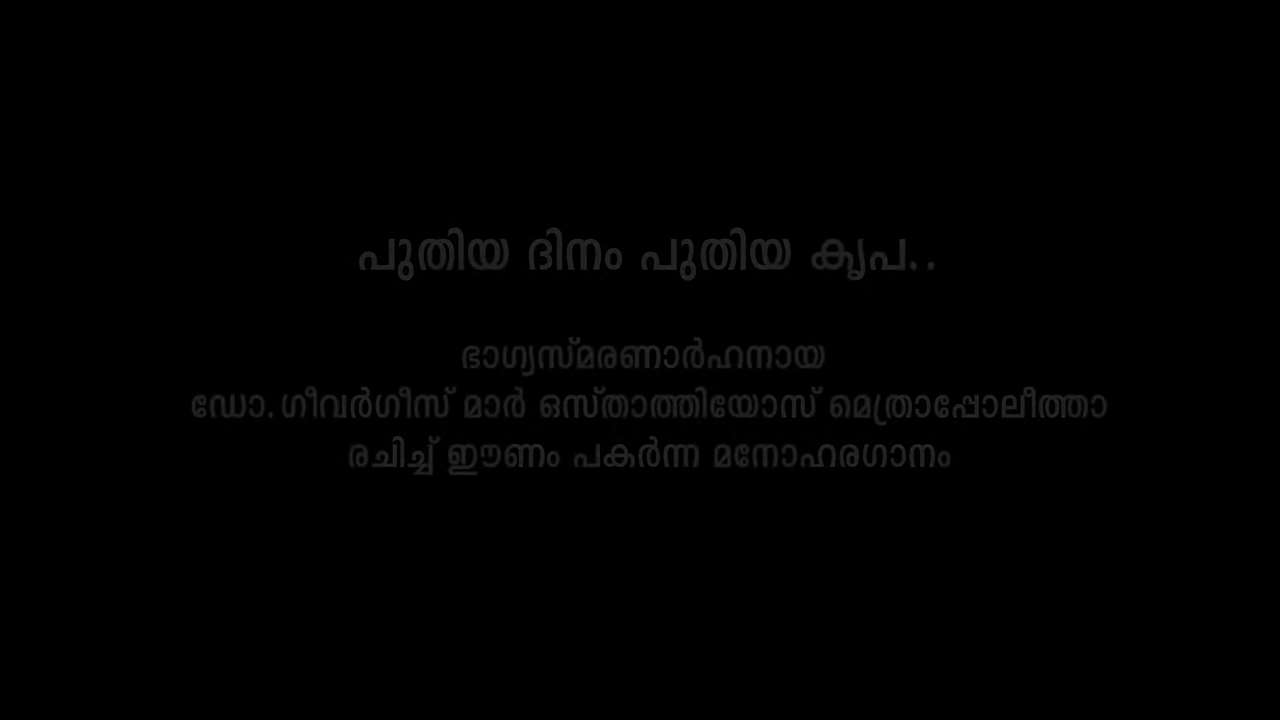 പുതിയ ദിനം പുതിയ കൃപ..
ഭാഗ്യസ്മരണാർഹനായ
ഡോ.ഗീവർഗീസ് മാർ ഒസ്താത്തിയോസ് മെത്രാപ്പോലീത്താ
രചിച്ച് ഈണം പകർന്ന മനോഹരഗാനം